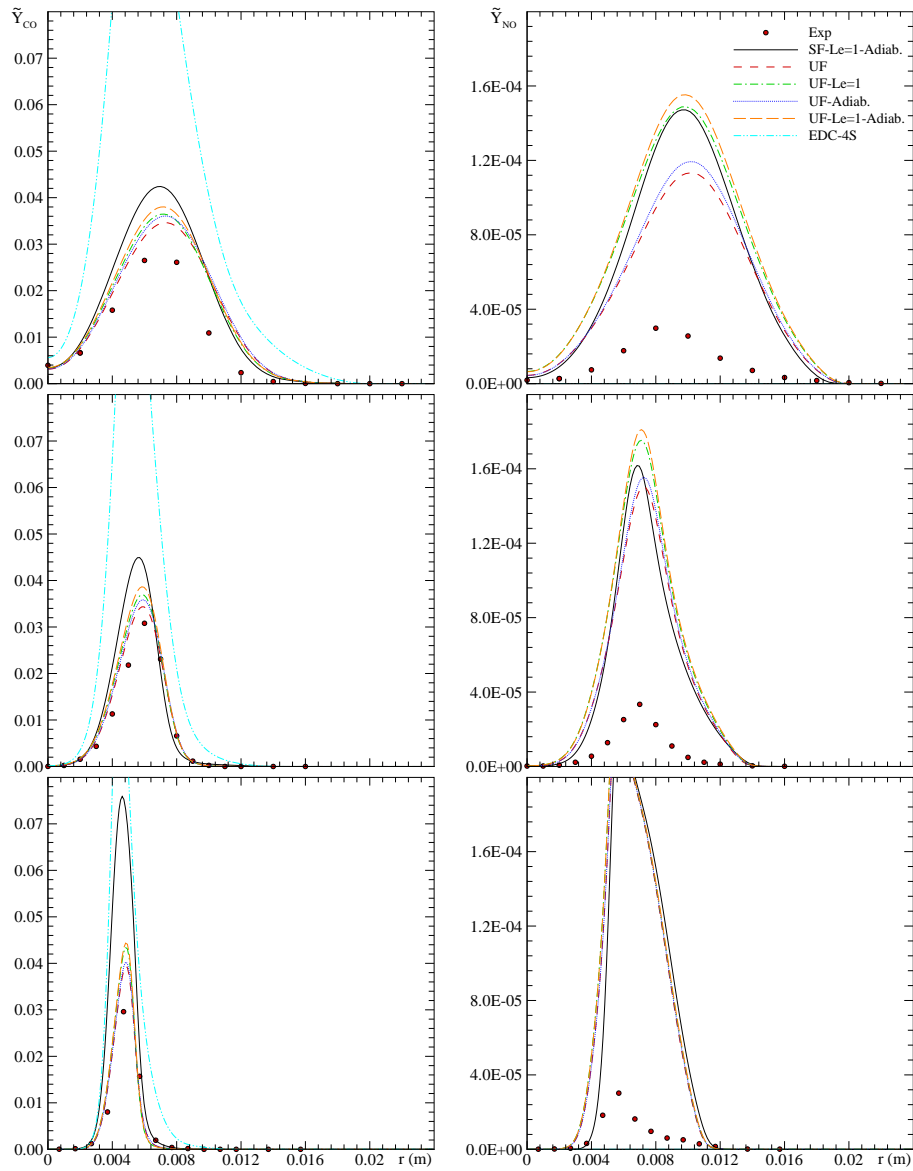 Ỹ_CO
0.07
0.06
0.05
0.04
0.03
0.02
0.01
0.00
Ỹ_NO
Exp
SF-Le=1-Adiab.
UF
UF-Le=1
UF-Adiab.
UF-Le=1-Adiab.
EDC-4S
1.6E-04
1.2E-04
8.0E-05
4.0E-05
0.0E+00
0.07
0.06
0.05
0.04
0.03
0.02
0.01
0.00
1.6E-04
1.2E-04
8.0E-05
4.0E-05
0.0E+00
0.07
0.06
0.05
0.04
0.03
0.02
0.01
0.00
0 0.004 0.008 0.012 0.016 0.02 r (m)
1.6E-04
1.2E-04
8.0E-05
4.0E-05
0.0E+00
0 0.004 0.008 0.012 0.016 0.02 r (m)